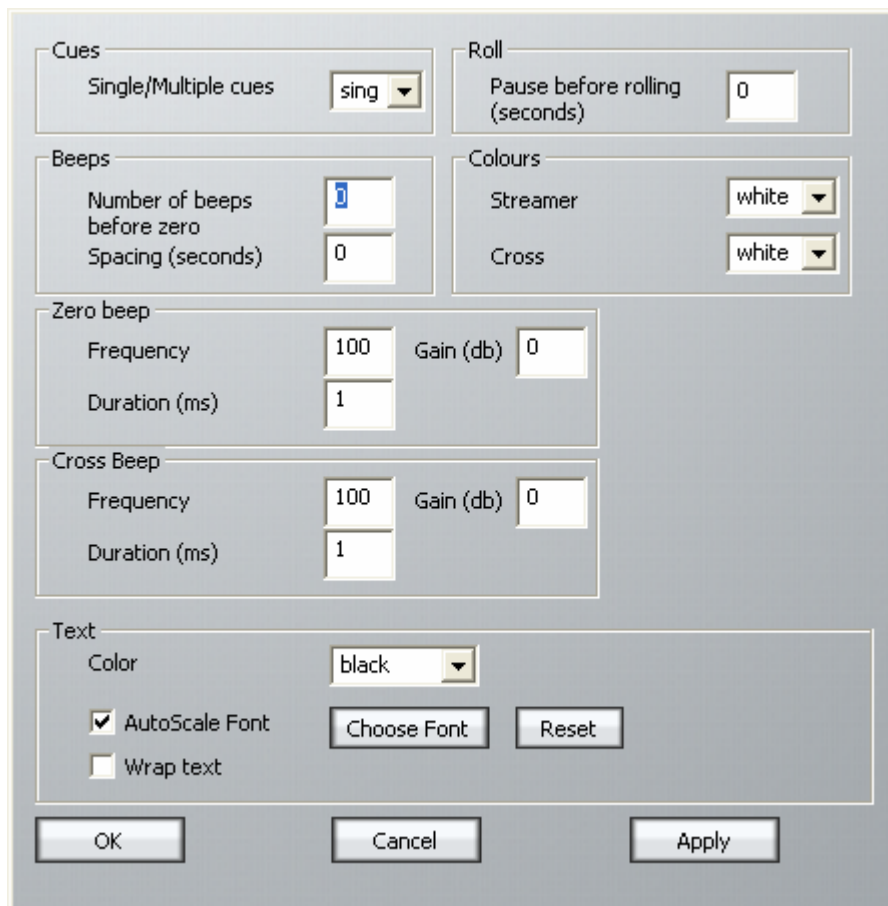 Cues
Single/Multiple cues sing
Roll
Pause before rolling 0
(seconds)
Beeps
Number of beeps 0
before zero
Spacing (seconds) 0
Colours
Streamer white
Cross white
Zero beep
Frequency 100 Gain (db) 0
Duration (ms) 1
Cross Beep
Frequency 100 Gain (db) 0
Duration (ms) 1
Text
Color black
AutoScale Font Choose Font Reset
Wrap text
OK Cancel Apply